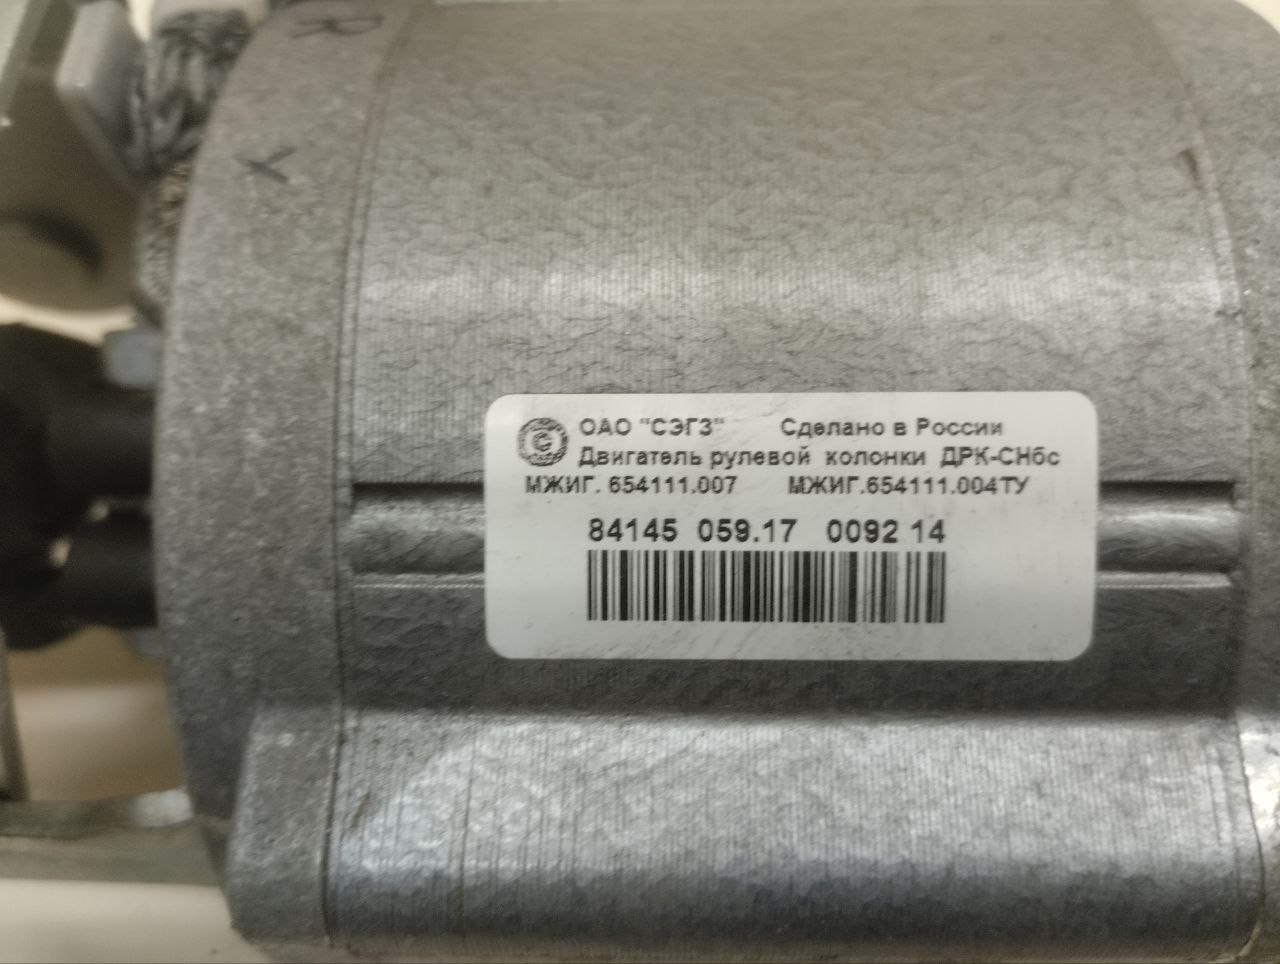 ОАО "СЭГЗ" Сделано в России
Двигатель рулевой колонки ДРК-СН6с
МЖИГ. 654111.007 МЖИГ.654111.004ТУ
84145 059.17 0092 14